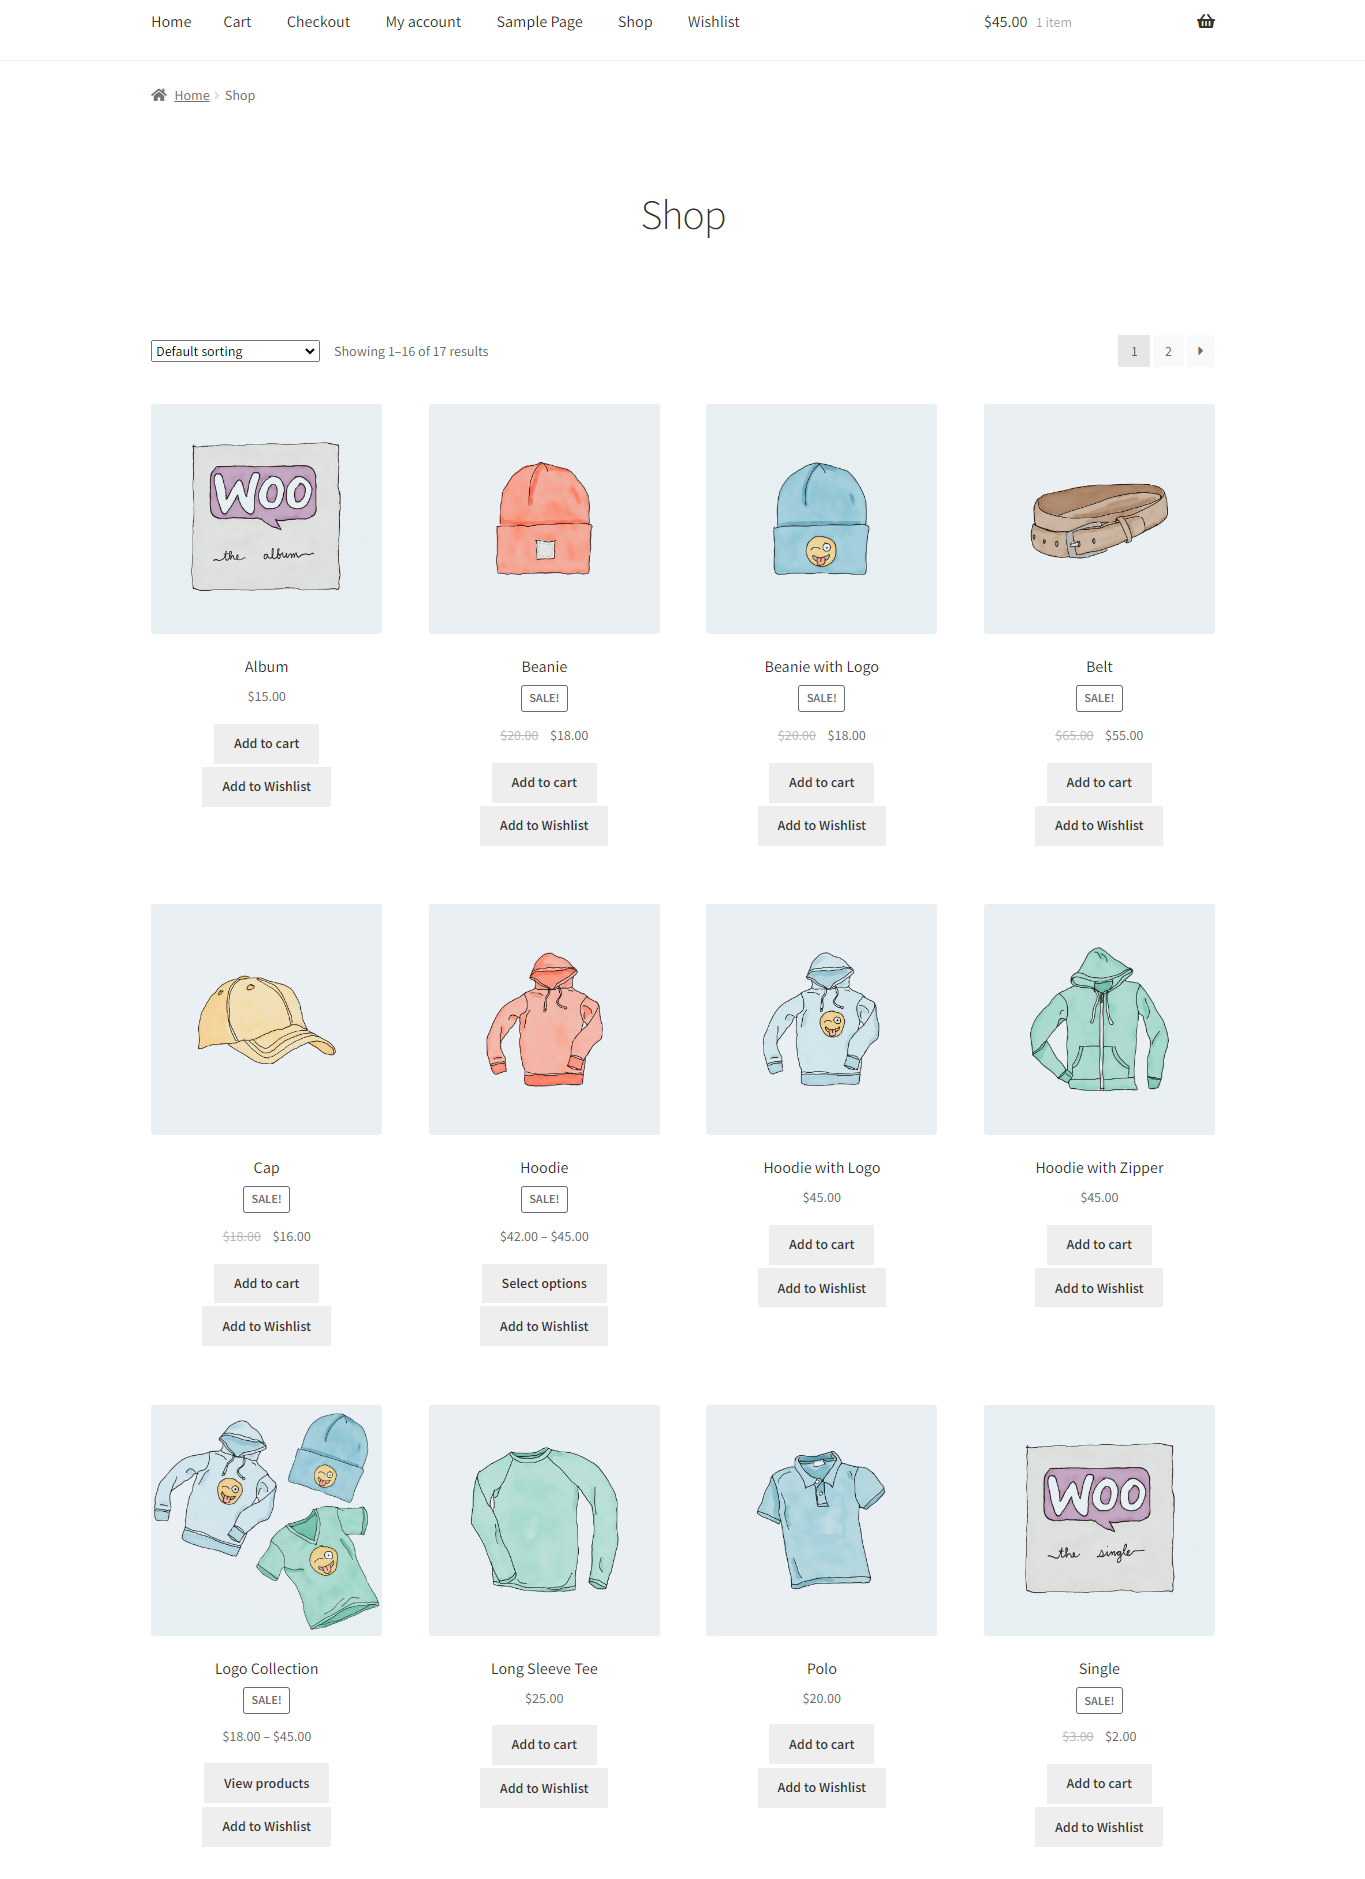 Home Cart Checkout My account Sample Page Shop Wishlist $45.00 1 item
Home Shop
Shop
Default sorting Showing 1–16 of 17 results 1 2
WOO
the album
Album
$15.00
Add to cart
Add to Wishlist
Beanie
SALE!
$20.00 $18.00
Add to cart
Add to Wishlist
Beanie with Logo
SALE!
$20.00 $18.00
Add to cart
Add to Wishlist
Belt
SALE!
$65.00 $55.00
Add to cart
Add to Wishlist
Cap
SALE!
$18.00 $16.00
Add to cart
Add to Wishlist
Hoodie
SALE!
$42.00 – $45.00
Select options
Add to Wishlist
Hoodie with Logo
$45.00
Add to cart
Add to Wishlist
Hoodie with Zipper
$45.00
Add to cart
Add to Wishlist
Logo Collection
SALE!
$18.00 – $45.00
View products
Add to Wishlist
Long Sleeve Tee
$25.00
Add to cart
Add to Wishlist
Polo
$20.00
Add to cart
Add to Wishlist
WOO
the single
Single
SALE!
$3.00 $2.00
Add to cart
Add to Wishlist